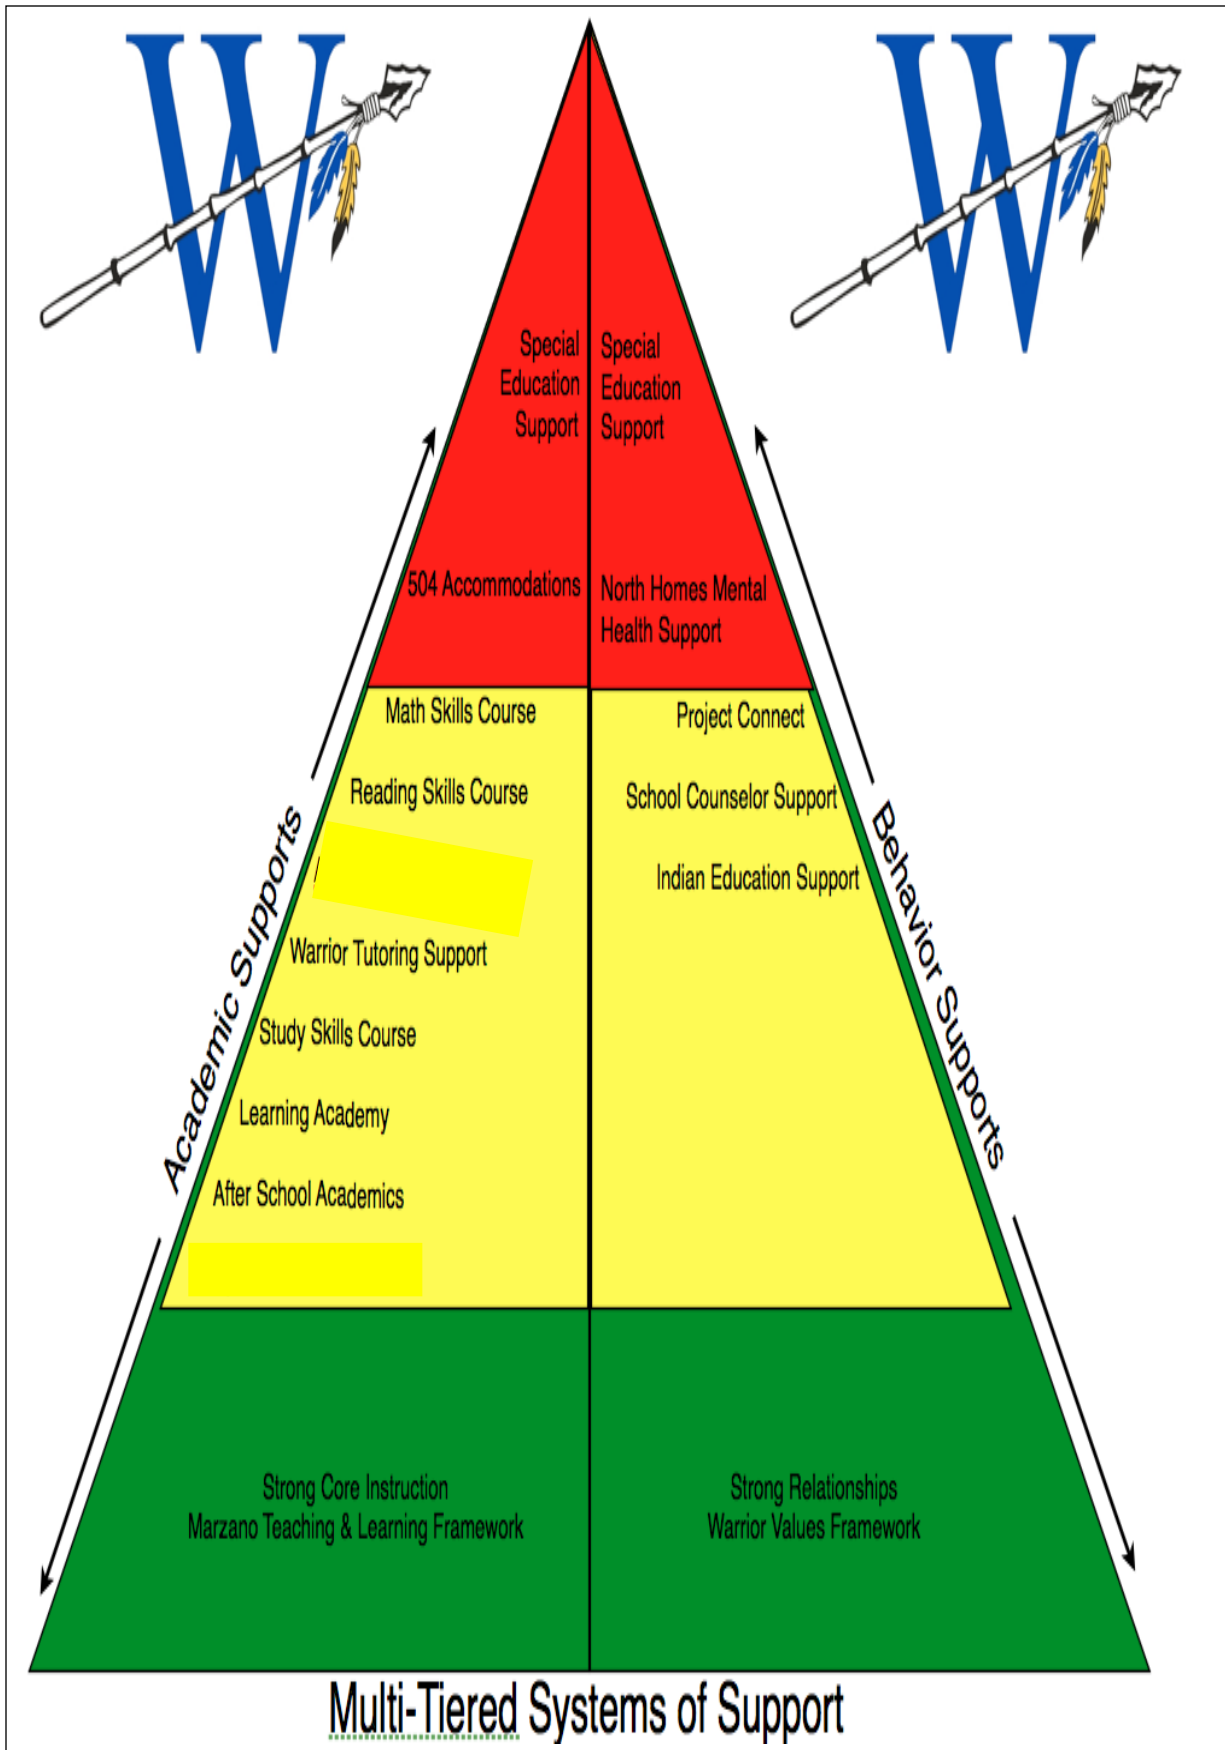 W
W
Special
Education
Support
504 Accommodations
Special
Education
Support
North Homes Mental
Health Support
Math Skills Course
Reading Skills Course
Warrior Tutoring Support
Study Skills Course
Learning Academy
After School Academics
Project Connect
School Counselor Support
Indian Education Support
Academic Supports
Behavior Supports
Strong Core Instruction
Marzano Teaching & Learning Framework
Strong Relationships
Warrior Values Framework
Multi-Tiered Systems of Support